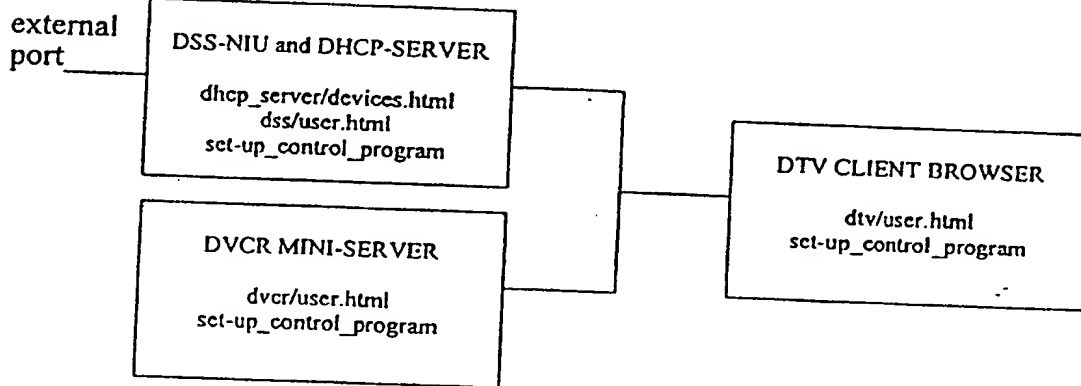 external
port
DSS-NIU and DHCP-SERVER
dhcp_server/devices.html
dss/user.html
set-up_control_program
DVCR MINI-SERVER
dvcr/user.html
set-up_control_program
DTV CLIENT BROWSER
dtv/user.html
set-up_control_program